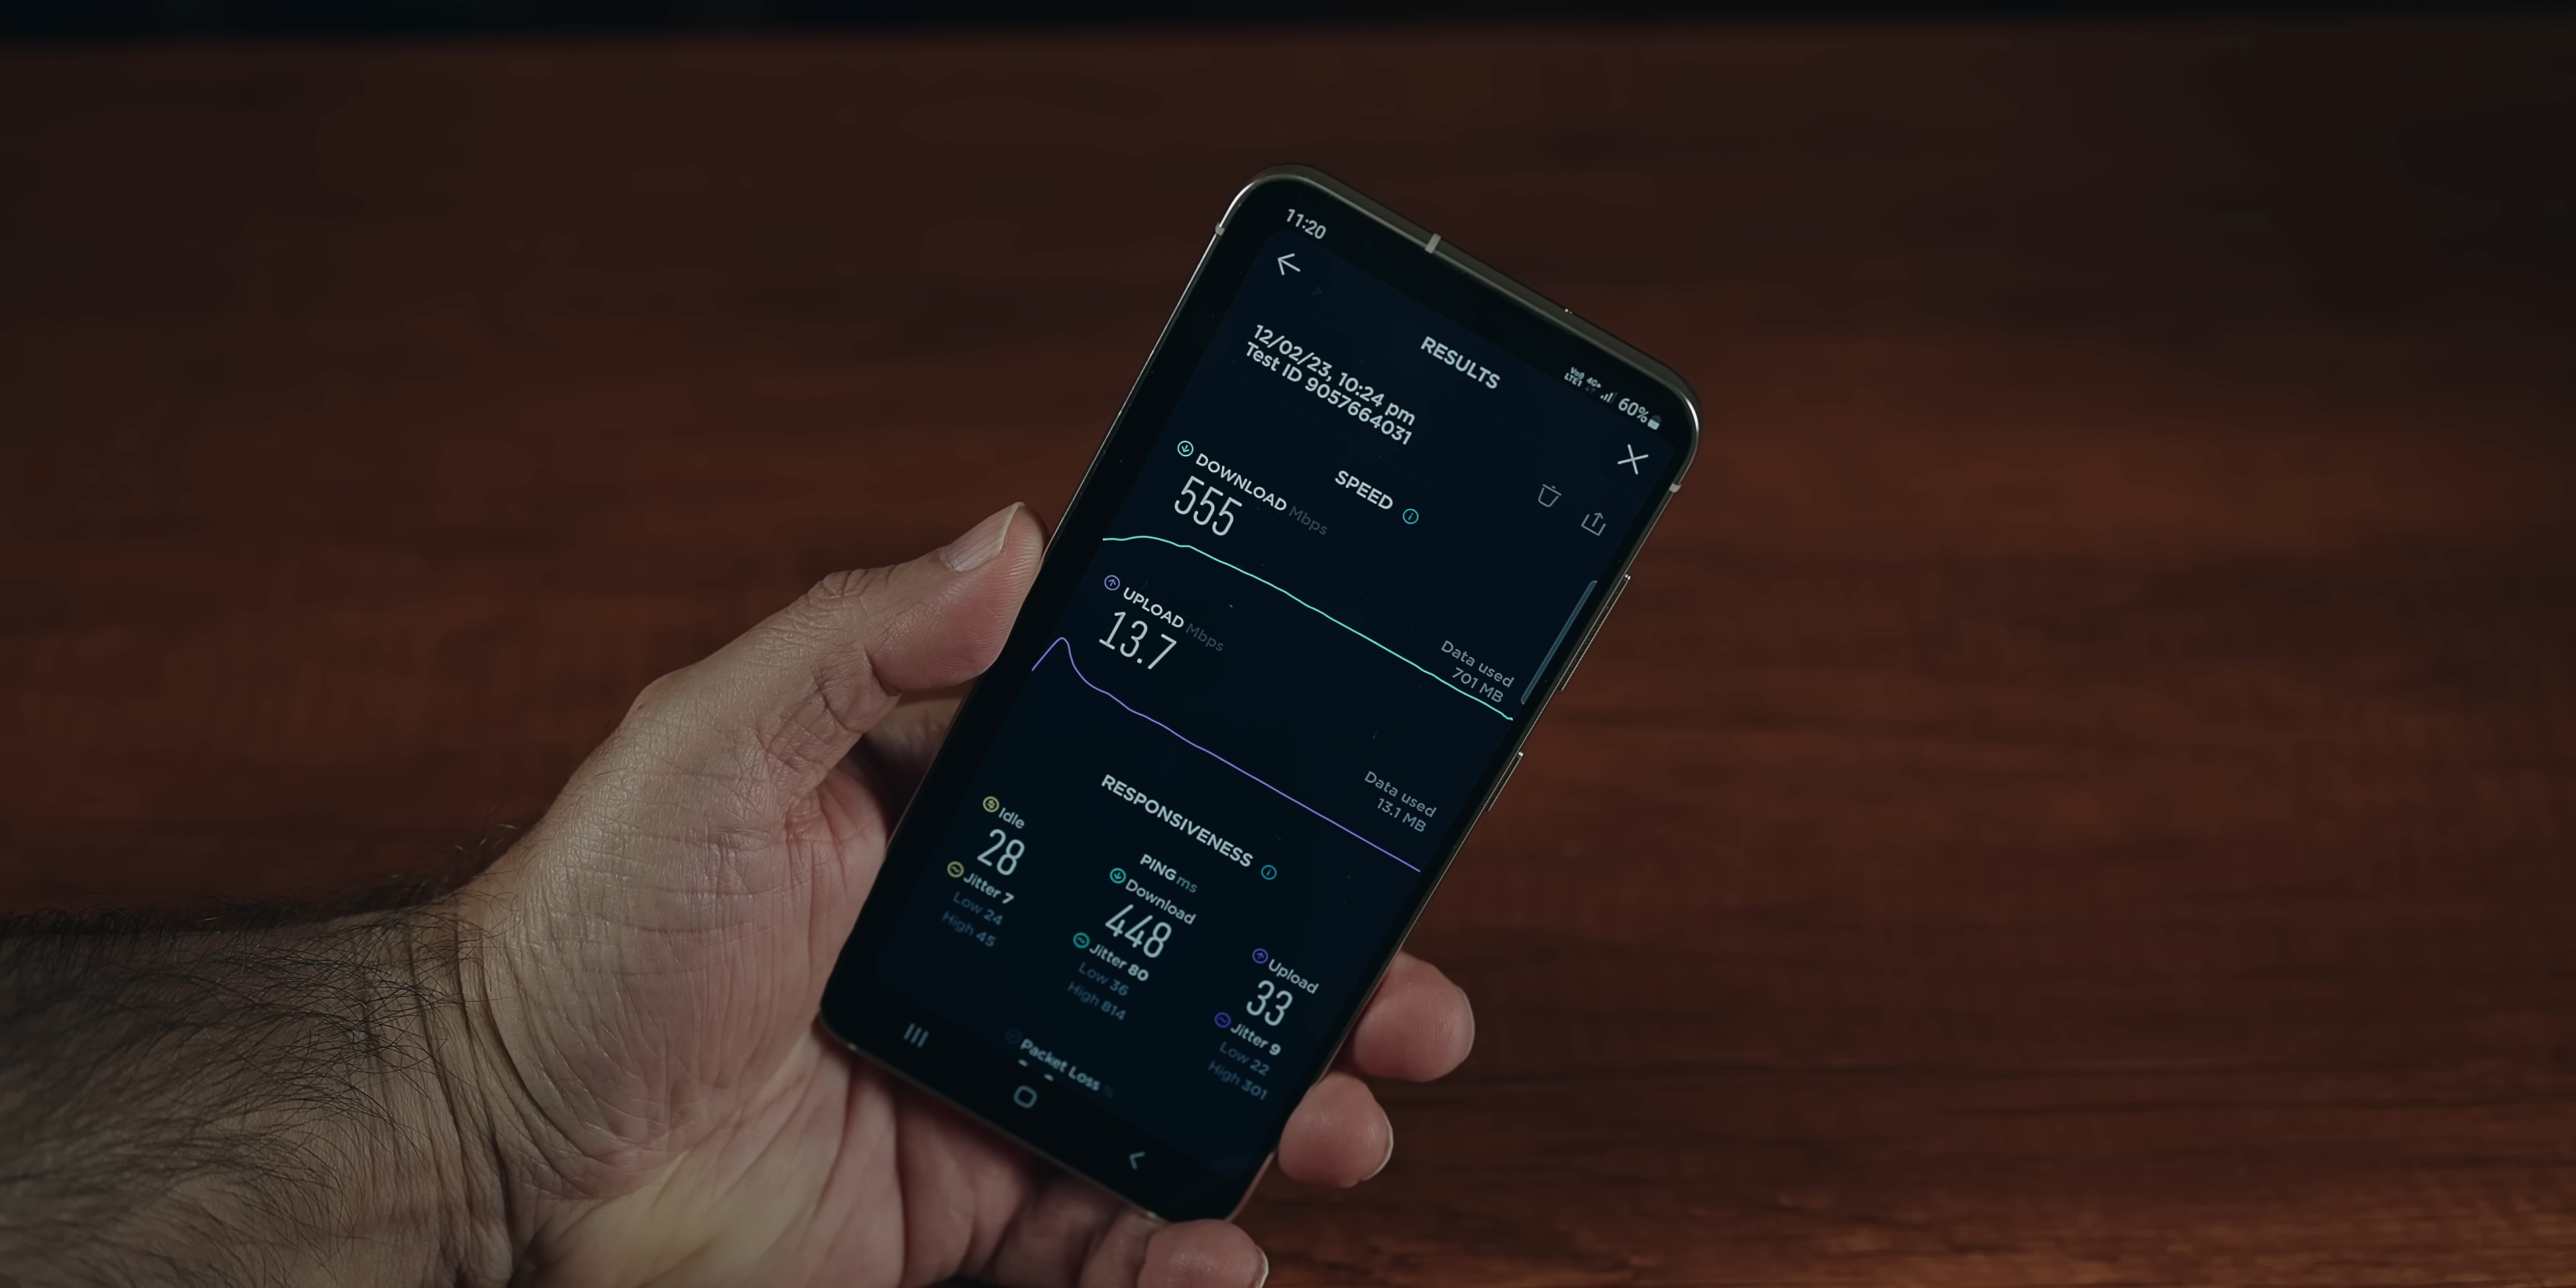 11:20
Vo)) 4G+
LTE1 60%
RESULTS
12/02/23, 10:24 pm
Test ID 9057664031
SPEED
DOWNLOAD Mbps
555
Data used
701 MB
UPLOAD Mbps
13.7
Data used
13.1 MB
RESPONSIVENESS
PING ms
Idle
28
Jitter 7
Low 24
High 45
Download
448
Jitter 80
Low 36
High 814
Upload
33
Jitter 9
Low 22
High 301
Packet Loss %